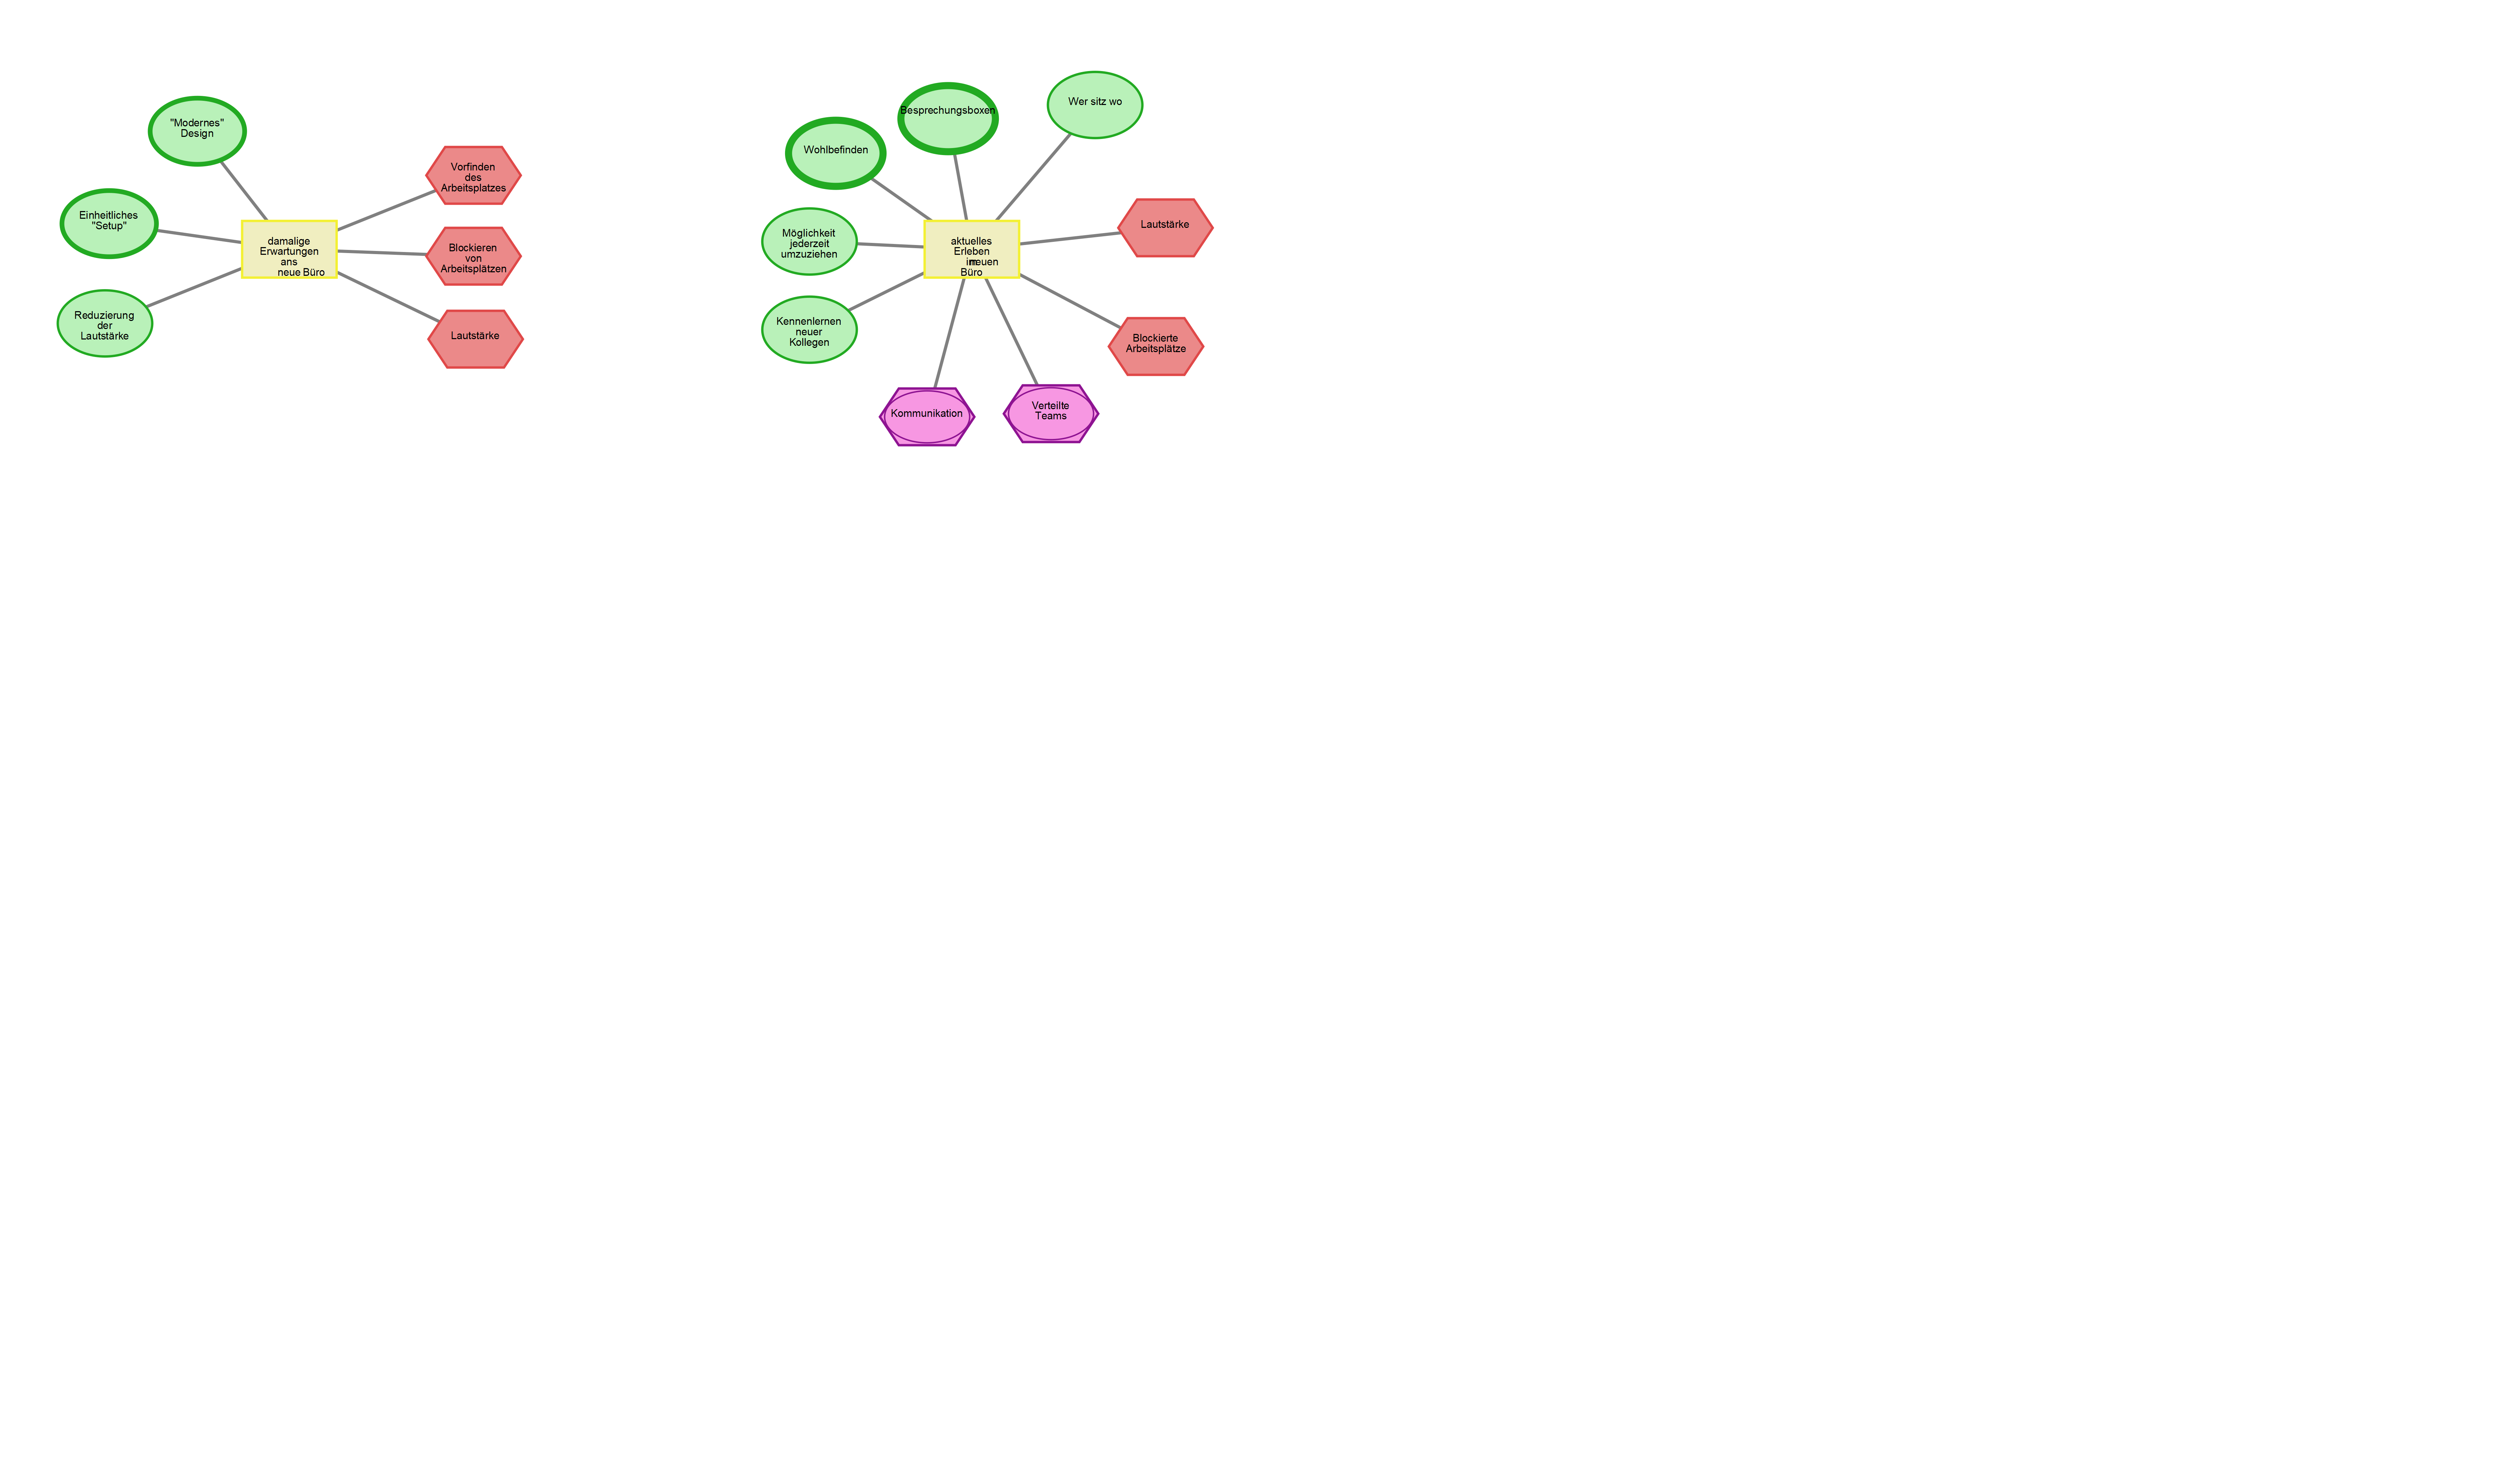 "Modernes"
Design
Einheitliches
"Setup"
Reduzierung
der
Lautstärke
damalige
Erwartungen
ans
neue Büro
Vorfinden
des
Arbeitsplatzes
Blockieren
von
Arbeitsplätzen
Lautstärke
Wohlbefinden
Besprechungsboxen
Wer sitz wo
Möglichkeit
jederzeit
umzuziehen
Kennenlernen
neuer
Kollegen
aktuelles
Erleben
im neuen
Büro
Lautstärke
Blockierte
Arbeitsplätze
Kommunikation
Verteilte
Teams